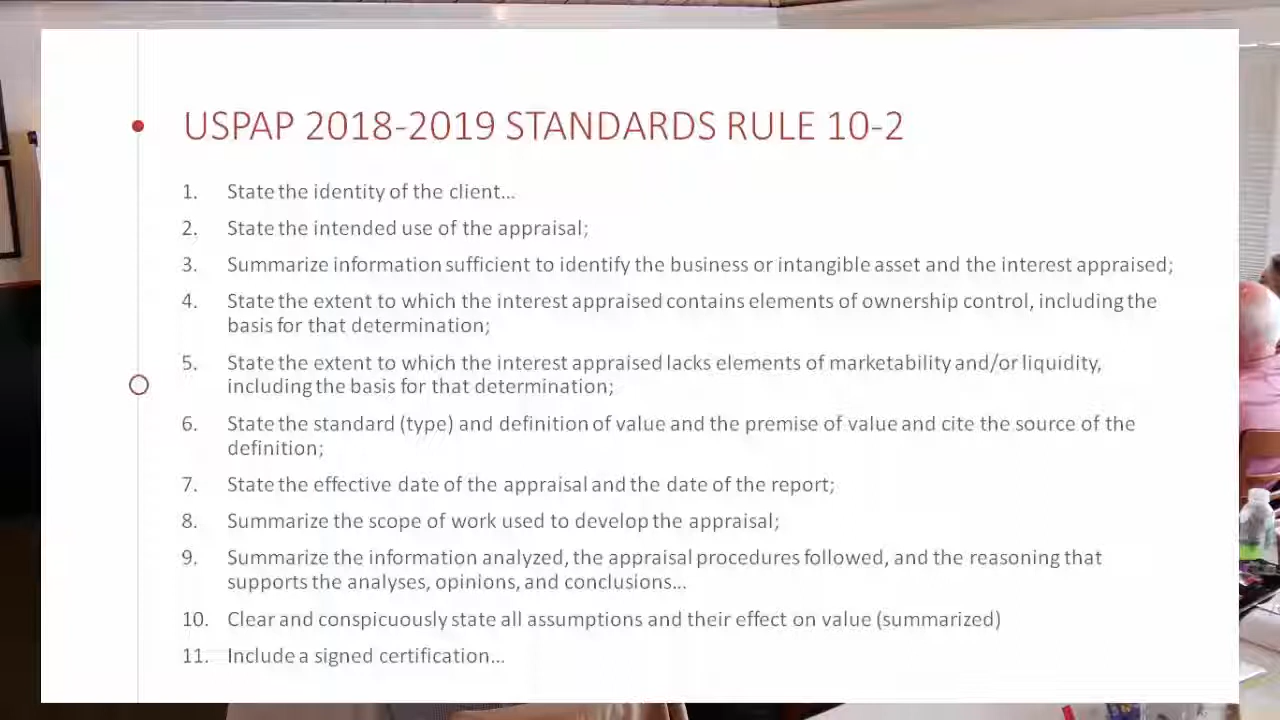 USPAP 2018-2019 STANDARDS RULE 10-2
1. State the identity of the client...
2. State the intended use of the appraisal;
3. Summarize information sufficient to identify the business or intangible asset and the interest appraised;
4. State the extent to which the interest appraised contains elements of ownership control, including the
basis for that determination;
5. State the extent to which the interest appraised lacks elements of marketability and/or liquidity,
including the basis for that determination;
6. State the standard (type) and definition of value and the premise of value and cite the source of the
definition;
7. State the effective date of the appraisal and the date of the report;
8. Summarize the scope of work used to develop the appraisal;
9. Summarize the information analyzed, the appraisal procedures followed, and the reasoning that
supports the analyses, opinions, and conclusions...
10. Clear and conspicuously state all assumptions and their effect on value (summarized)
11. Include a signed certification...